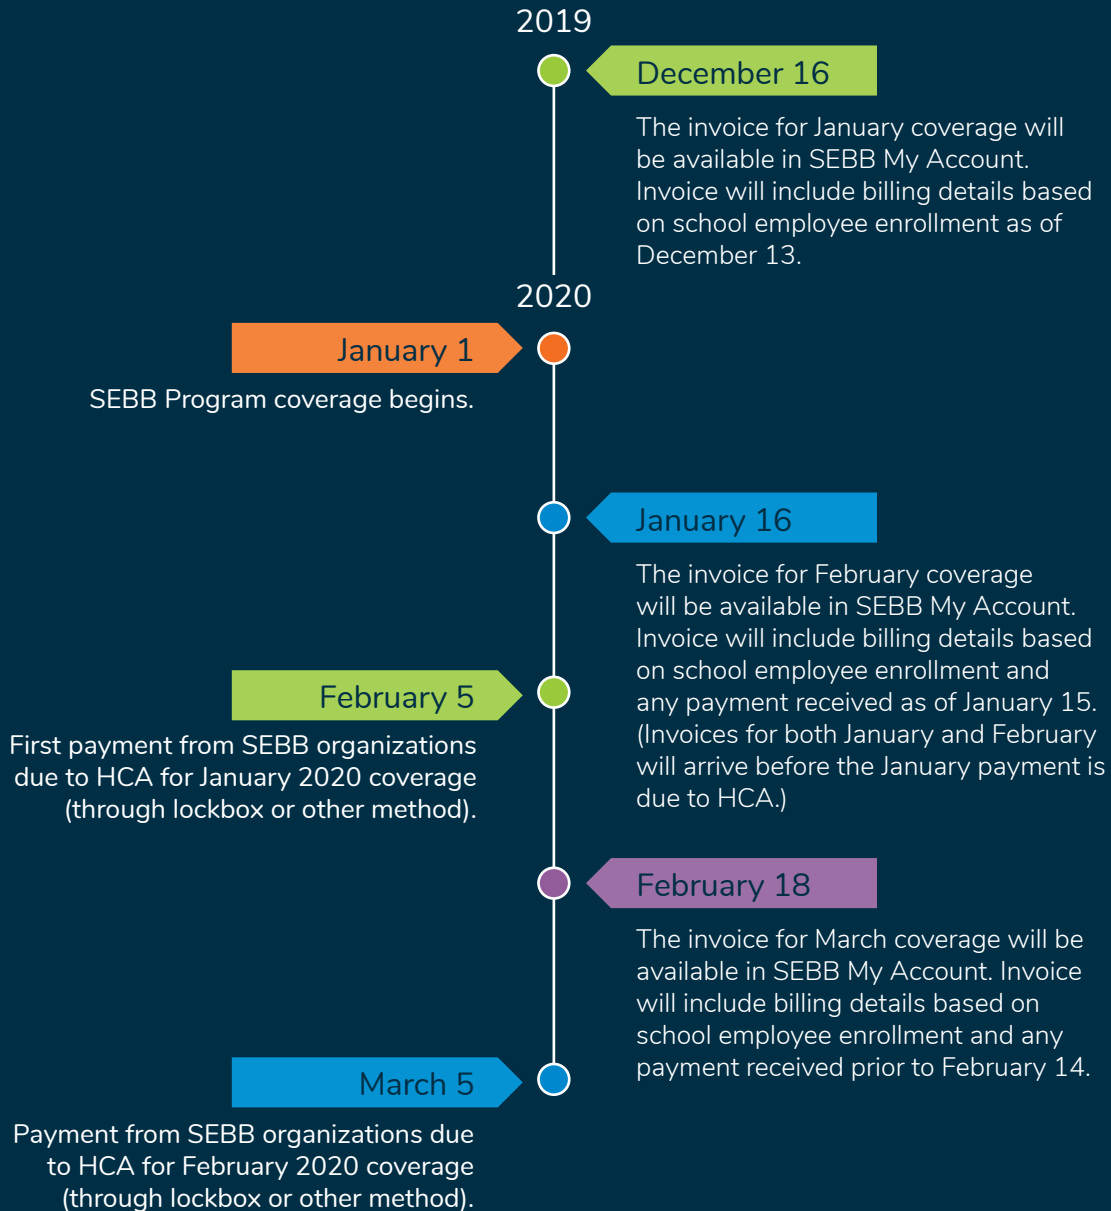 2019
December 16
The invoice for January coverage will
be available in SEBB My Account.
Invoice will include billing details based
on school employee enrollment as of
December 13.
2020
January 1
SEBB Program coverage begins.
January 16
The invoice for February coverage
will be available in SEBB My Account.
Invoice will include billing details based
on school employee enrollment and
any payment received as of January 15.
(Invoices for both January and February
will arrive before the January payment is
due to HCA.)
February 5
First payment from SEBB organizations
due to HCA for January 2020 coverage
(through lockbox or other method).
February 18
The invoice for March coverage will be
available in SEBB My Account. Invoice
will include billing details based on
school employee enrollment and any
payment received prior to February 14.
March 5
Payment from SEBB organizations due
to HCA for February 2020 coverage
(through lockbox or other method).